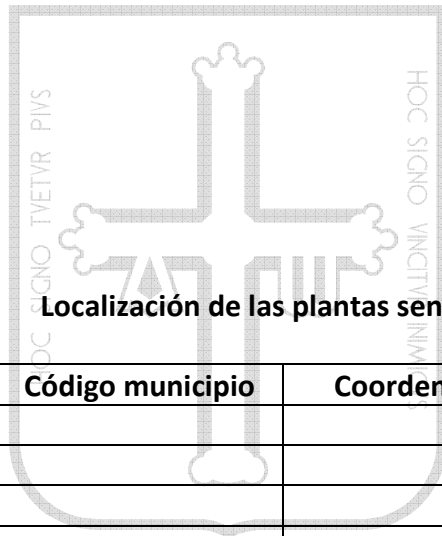 HOC SIGNO TVETVR PIVS
HOC SIGNO VINCITVR INIMICVS
Localización de las plantas sen
Código municipio Coorden